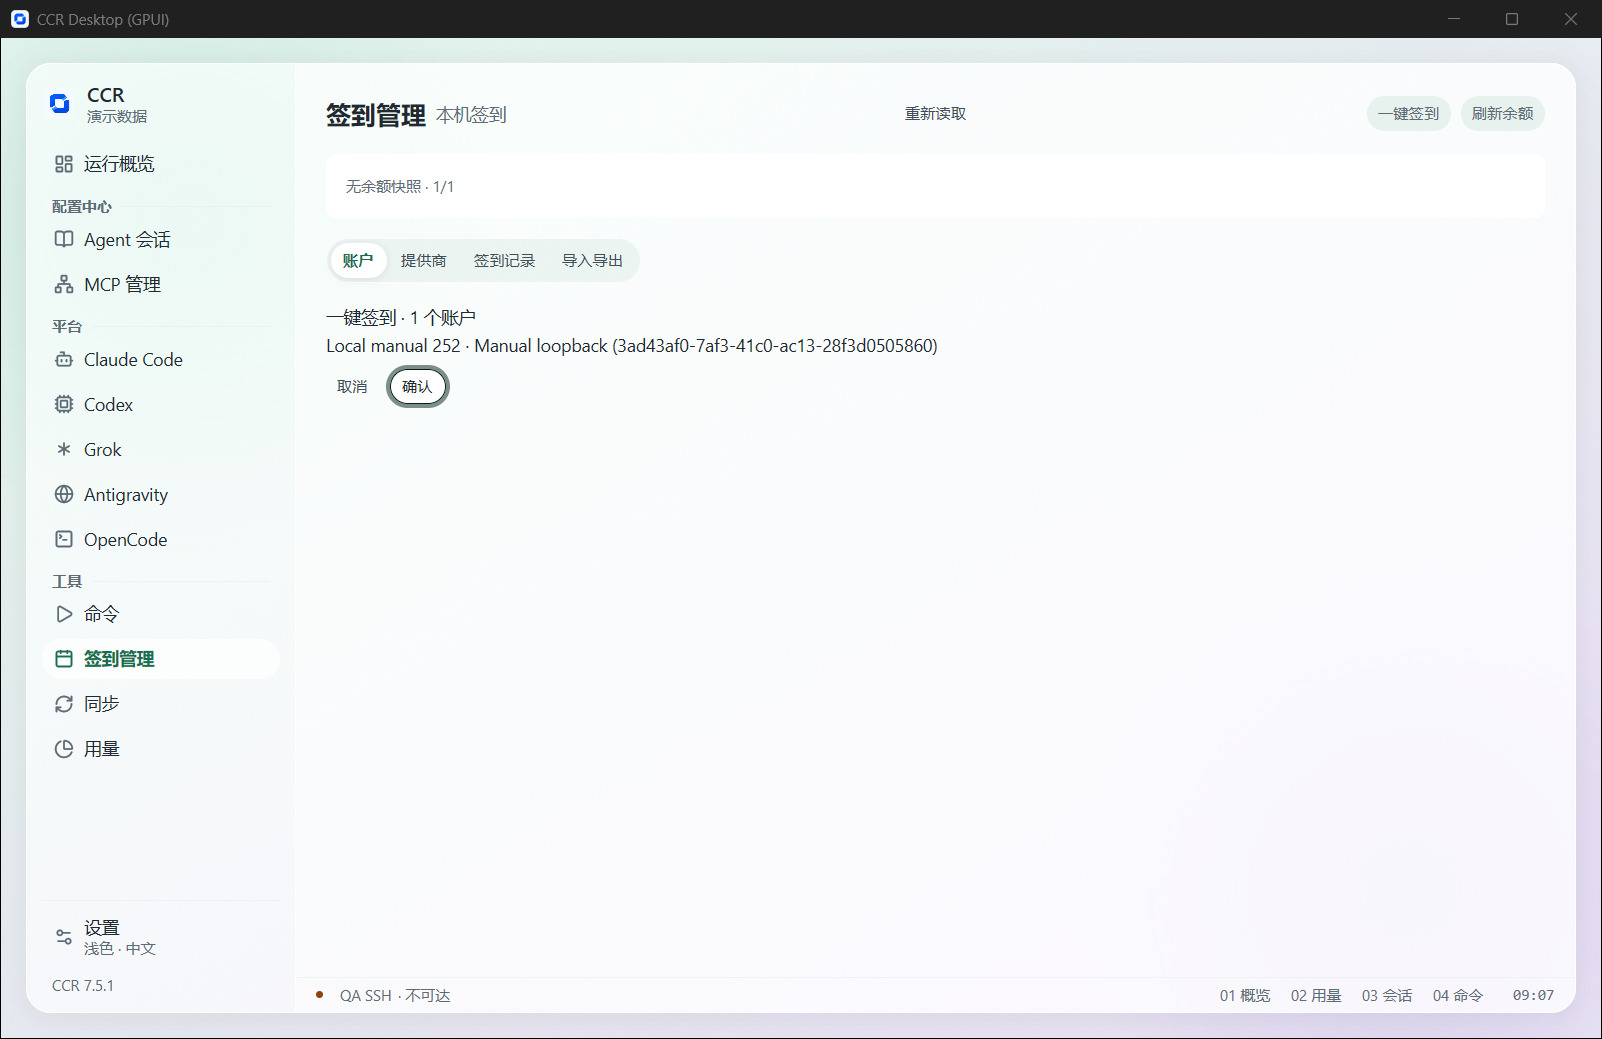 CCR Desktop (GPUI)
CCR
演示数据
运行概览
配置中心
Agent 会话
MCP 管理
平台
Claude Code
Codex
Grok
Antigravity
OpenCode
工具
命令
签到管理
同步
用量
设置
浅色 · 中文
CCR 7.5.1
签到管理 本机签到
重新读取
一键签到 刷新余额
无余额快照 · 1/1
账户 提供商 签到记录 导入导出
一键签到 · 1 个账户
Local manual 252 · Manual loopback (3ad43af0-7af3-41c0-ac13-28f3d0505860)
取消 确认
QA SSH · 不可达
01 概览 02 用量 03 会话 04 命令 09:07